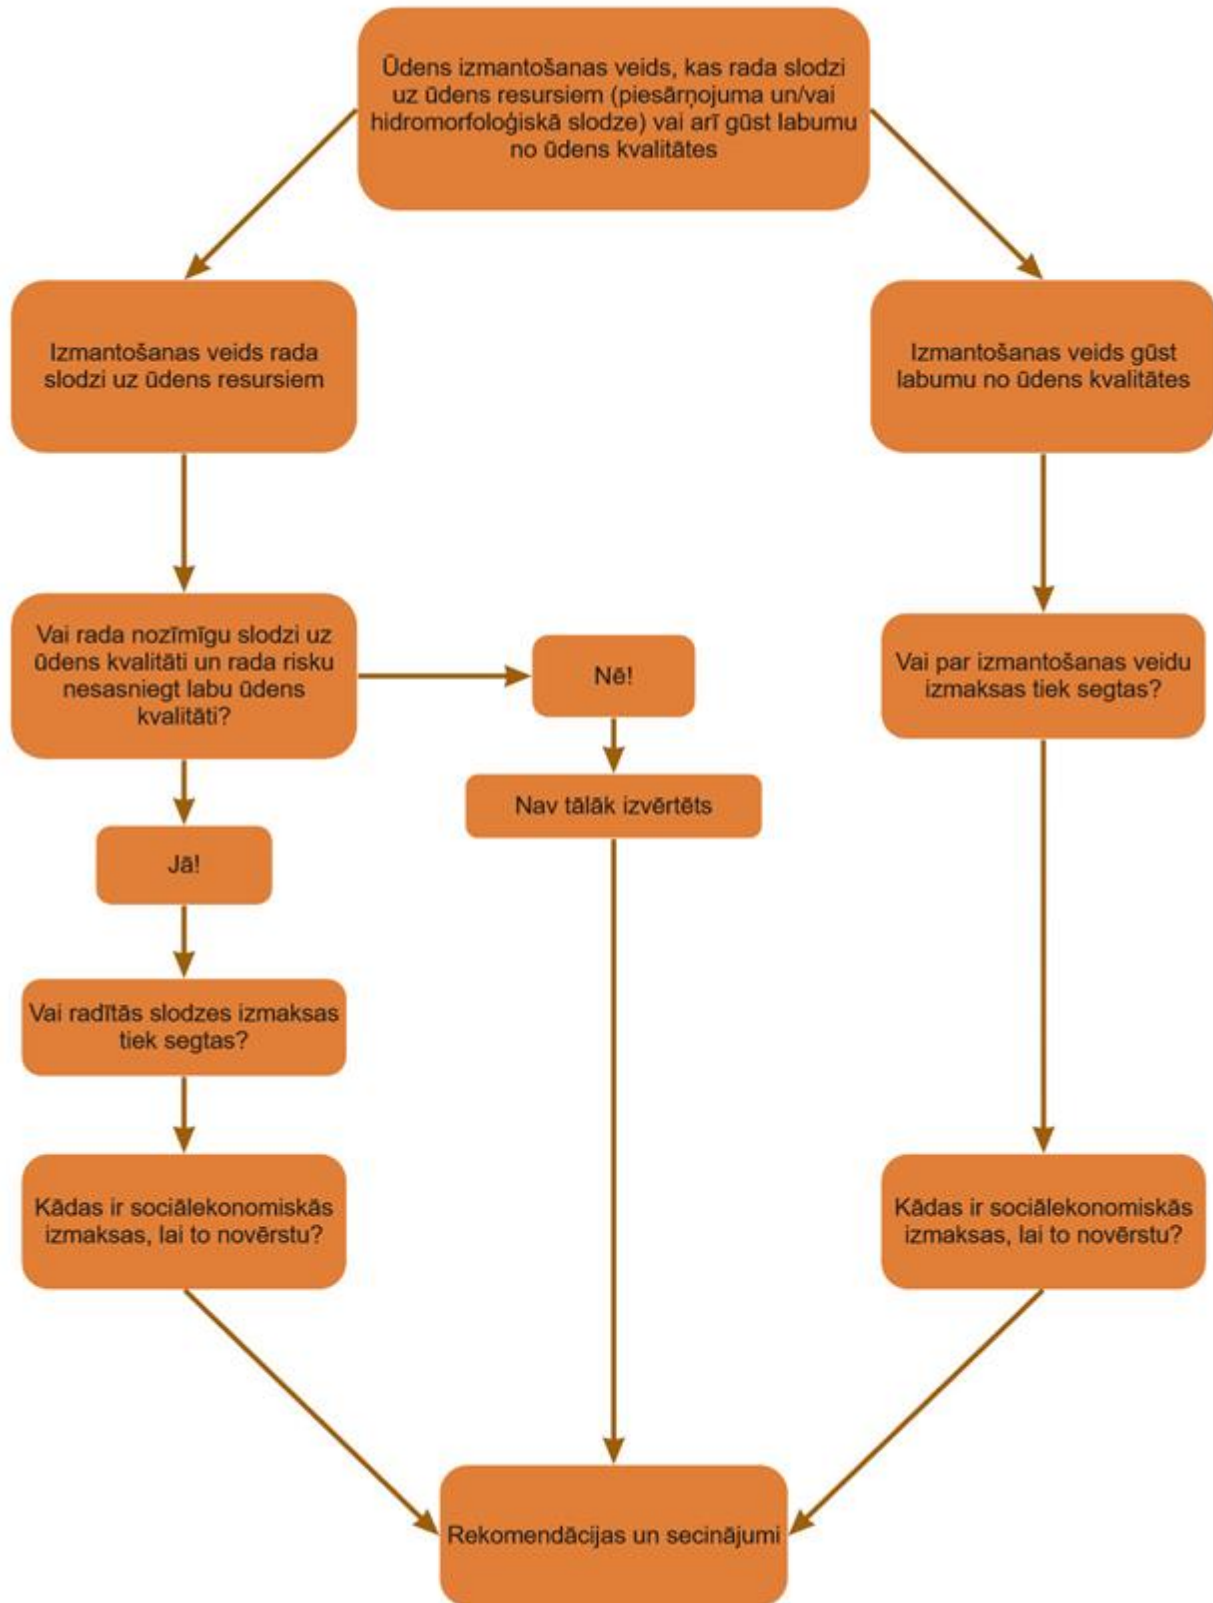 Ūdens izmantošanas veids, kas rada slodzi
uz ūdens resursiem (piesārņojuma un/vai
hidromorfoloģiskā slodze) vai arī gūst labumu
no ūdens kvalitātes
Izmantošanas veids rada
slodzi uz ūdens resursiem
Izmantošanas veids gūst
labumu no ūdens kvalitātes
Vai rada nozīmīgu slodzi uz
ūdens kvalitāti un rada risku
nesasniegt labu ūdens
kvalitāti?
Nē!
Vai par izmantošanas veidu
izmaksas tiek segtas?
Nav tālāk izvērtēts
Jā!
Vai radītās slodzes izmaksas
tiek segtas?
Kādas ir sociālekonomiskās
izmaksas, lai to novērstu?
Kādas ir sociālekonomiskās
izmaksas, lai to novērstu?
Rekomendācijas un secinājumi